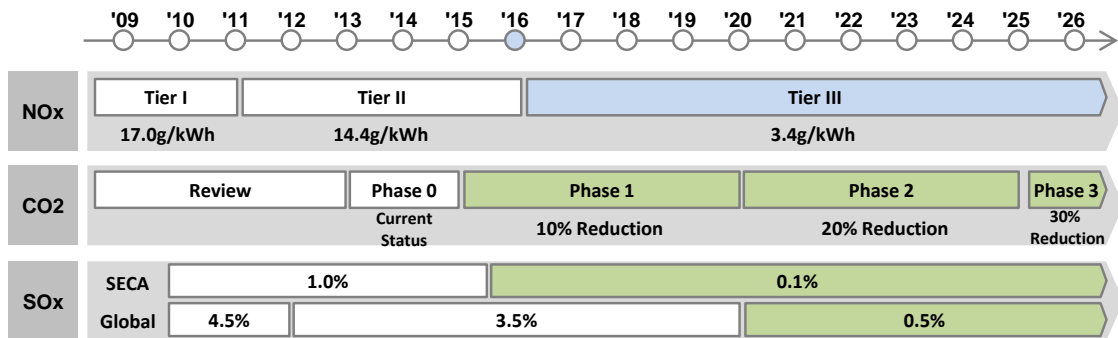 '09 '10 '11 '12 '13 '14 '15 '16 '17 '18 '19 '20 '21 '22 '23 '24 '25 '26
NOx
Tier I Tier II Tier III
17.0g/kWh 14.4g/kWh 3.4g/kWh
CO2
Review Phase 0 Phase 1 Phase 2 Phase 3
Current
Status
10% Reduction 20% Reduction
30%
Reduction
SOx
SECA 1.0% 0.1%
Global 4.5% 3.5% 0.5%